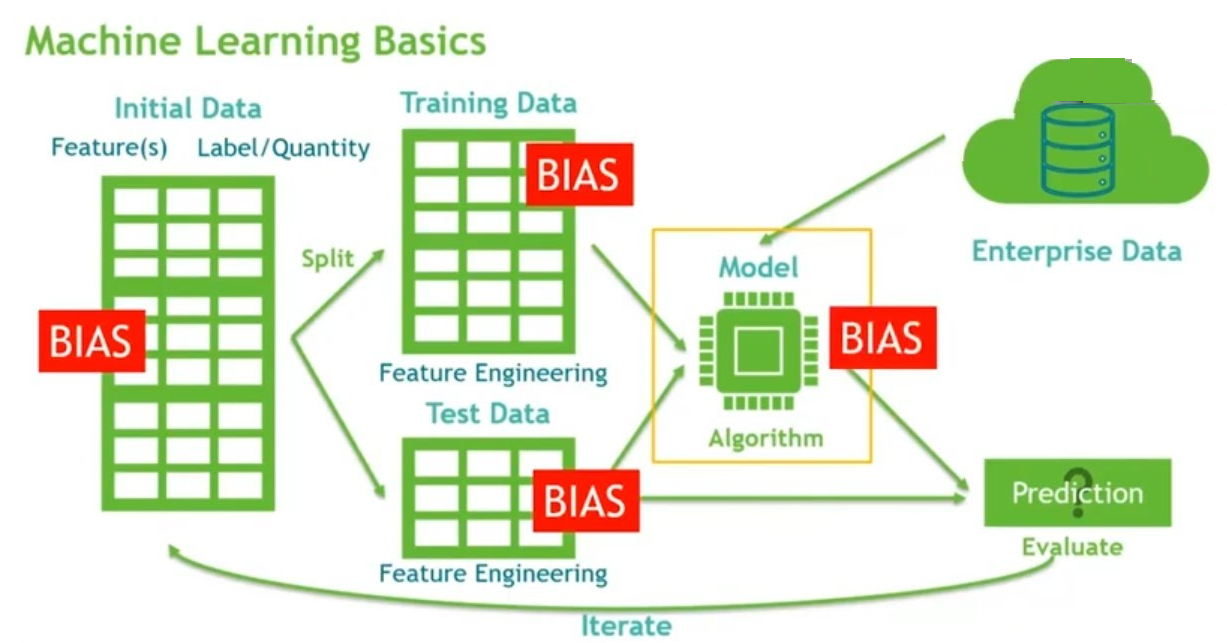 Machine Learning Basics
Initial Data
Feature(s) Label/Quantity
BIAS
Split
Training Data
BIAS
Feature Engineering
Test Data
BIAS
Feature Engineering
Model
BIAS
Algorithm
Enterprise Data
Prediction
?
Evaluate
Iterate